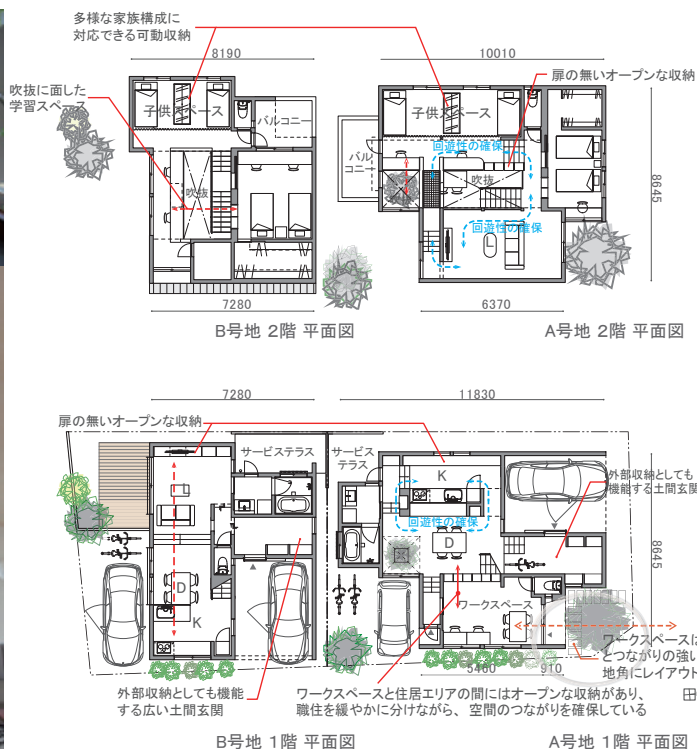 多様な家族構成に
対応できる可動収納
8190
10010
扉の無いオープンな収納
吹抜に面した
学習スペース
子供スペース
バルコニー
子供スペース
回遊性の確保
バル
コニー
吹抜
吹抜
8645
回遊性の確保
L
7280
6370
B号地 2階 平面図
A号地 2階 平面図
7280
11830
扉の無いオープンな収納
サービステラス
サービス
テラス
K
外部収納としても
機能する土間玄関
L
回遊性の確保
D
8645
D
K
ワークスペース
ワークスペースは
とつながりの強い
地角にレイアウト
5460
910
田
外部収納としても機能
する広い土間玄関
ワークスペースと住居エリアの間にはオープンな収納があり、
職住を緩やかに分けながら、空間のつながりを確保している
B号地 1階 平面図
A号地 1階 平面図